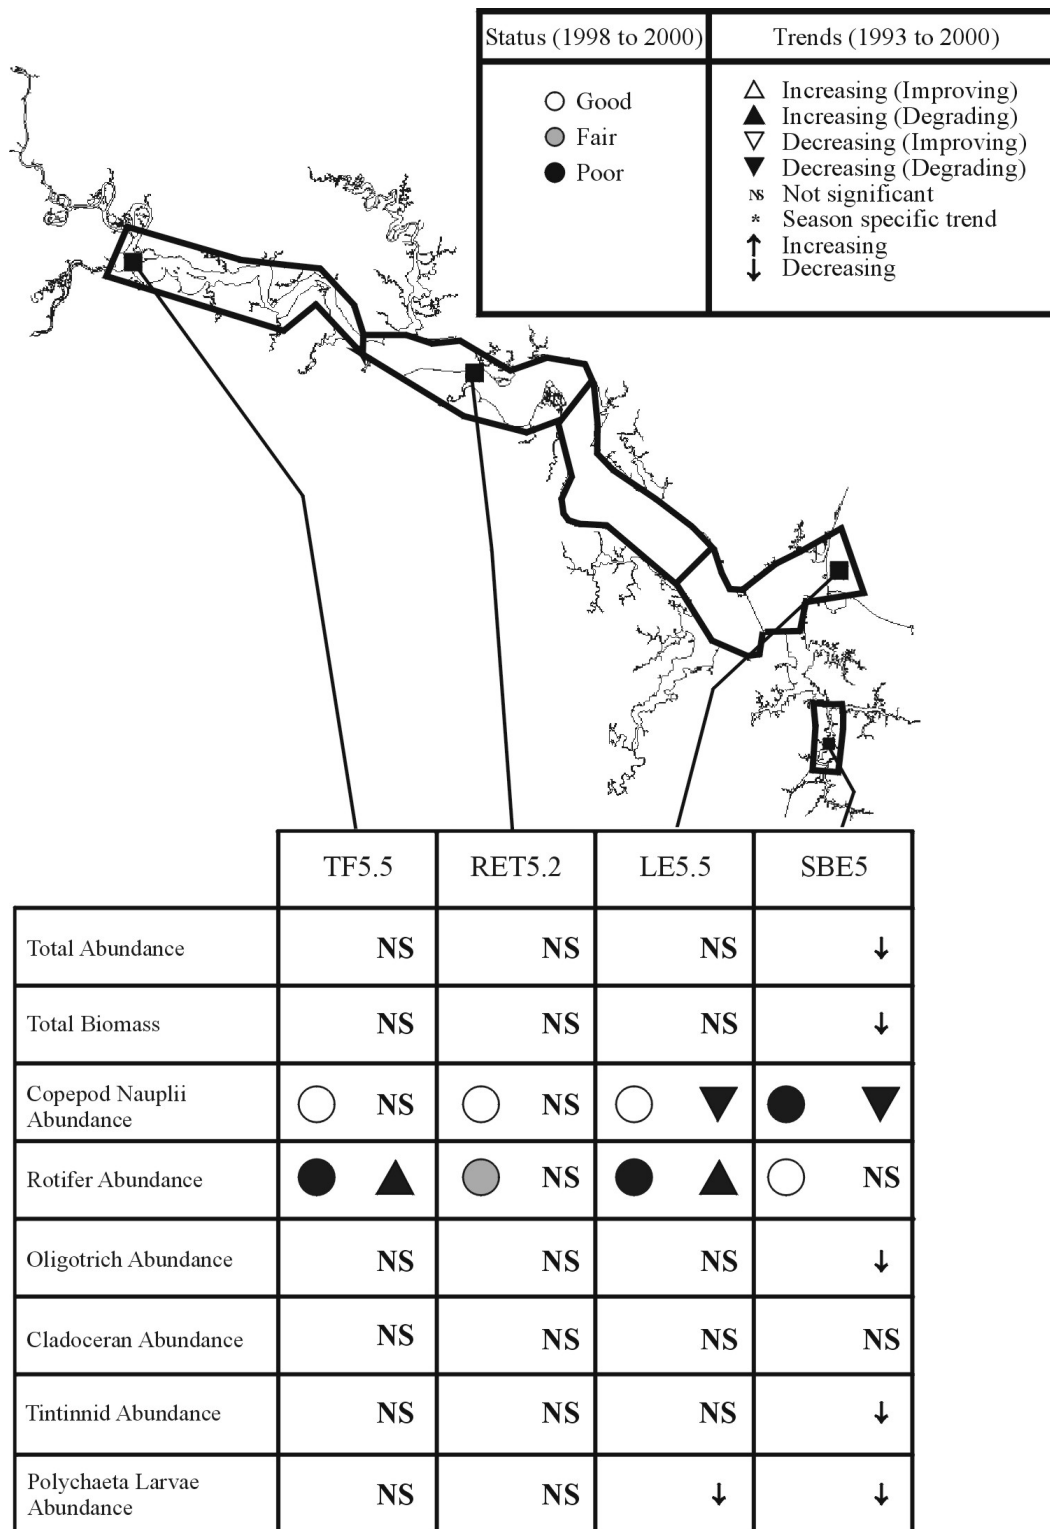 Status (1998 to 2000) Trends (1993 to 2000)
Good
Fair
Poor
Increasing (Improving)
Increasing (Degrading)
Decreasing (Improving)
Decreasing (Degrading)
NS Not significant
* Season specific trend
Increasing
Decreasing
TF5.5 RET5.2 LE5.5 SBE5
Total Abundance NS NS NS ↓
Total Biomass NS NS NS ↓
Copepod Nauplii
Abundance NS NS
Rotifer Abundance NS NS
Oligotrich Abundance NS NS NS ↓
Cladoceran Abundance NS NS NS NS
Tintinnid Abundance NS NS NS ↓
Polychaeta Larvae
Abundance NS NS ↓ ↓